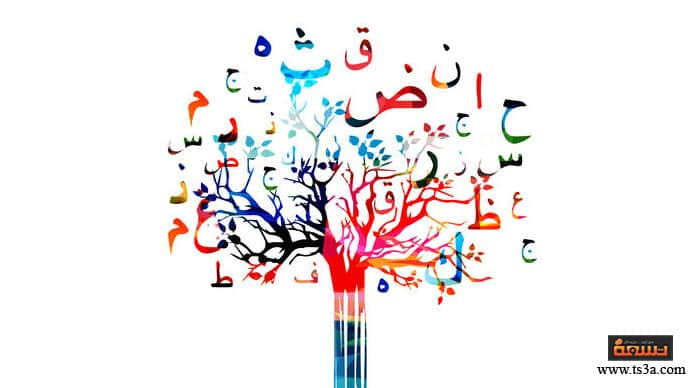 ن ق ث ه
ح ا ض ت ج
ج ر م
س ز ر س
ص ج
ع ظ ق د
م
ج ف ط
ه
تسعة
www.ts3a.com